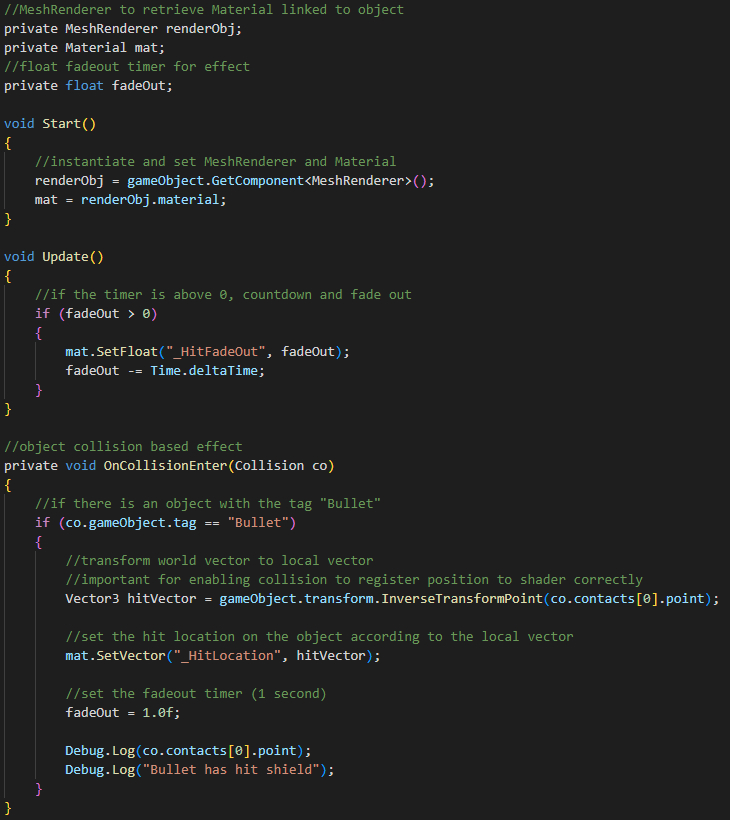 //MeshRenderer to retrieve Material linked to object
private MeshRenderer renderObj;
private Material mat;
//float fadeout timer for effect
private float fadeOut;

void Start()
{
    //instantiate and set MeshRenderer and Material
    renderObj = gameObject.GetComponent<MeshRenderer>();
    mat = renderObj.material;
}

void Update()
{
    //if the timer is above 0, countdown and fade out
    if (fadeOut > 0)
    {
        mat.SetFloat("_HitFadeOut", fadeOut);
        fadeOut -= Time.deltaTime;
    }
}

//object collision based effect
private void OnCollisionEnter(Collision co)
{
    //if there is an object with the tag "Bullet"
    if (co.gameObject.tag == "Bullet")
    {
        //transform world vector to local vector
        //important for enabling collision to register position to shader correctly
        Vector3 hitVector = gameObject.transform.InverseTransformPoint(co.contacts[0].point);

        //set the hit location on the object according to the local vector
        mat.SetVector("_HitLocation", hitVector);

        //set the fadeout timer (1 second)
        fadeOut = 1.0f;

        Debug.Log(co.contacts[0].point);
        Debug.Log("Bullet has hit shield");
    }
}